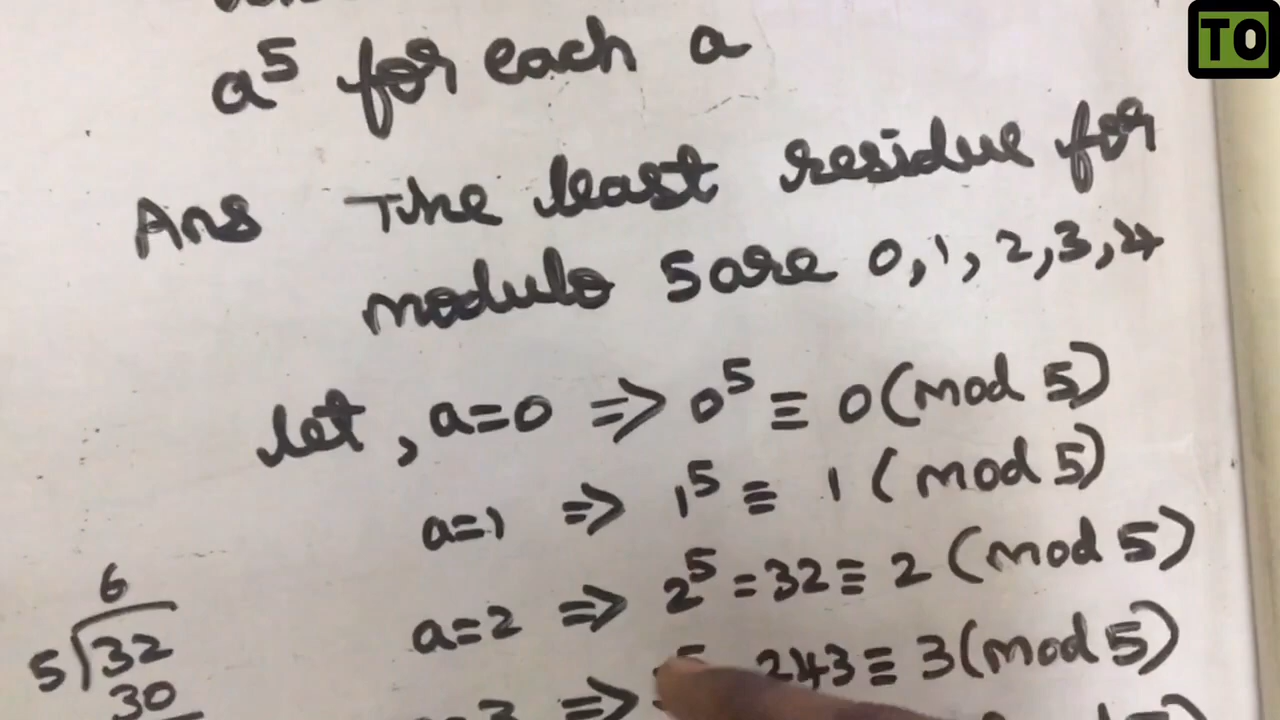 TO
a⁵ for each a
Ans The least residue for
modulo 5 are 0, 1, 2, 3, 4
let, a=0 => 0⁵ ≡ 0 (mod 5)
a=1 => 1⁵ ≡ 1 (mod 5)
a=2 => 2⁵ = 32 ≡ 2 (mod 5)
243 ≡ 3 (mod 5)
6
5)32
30